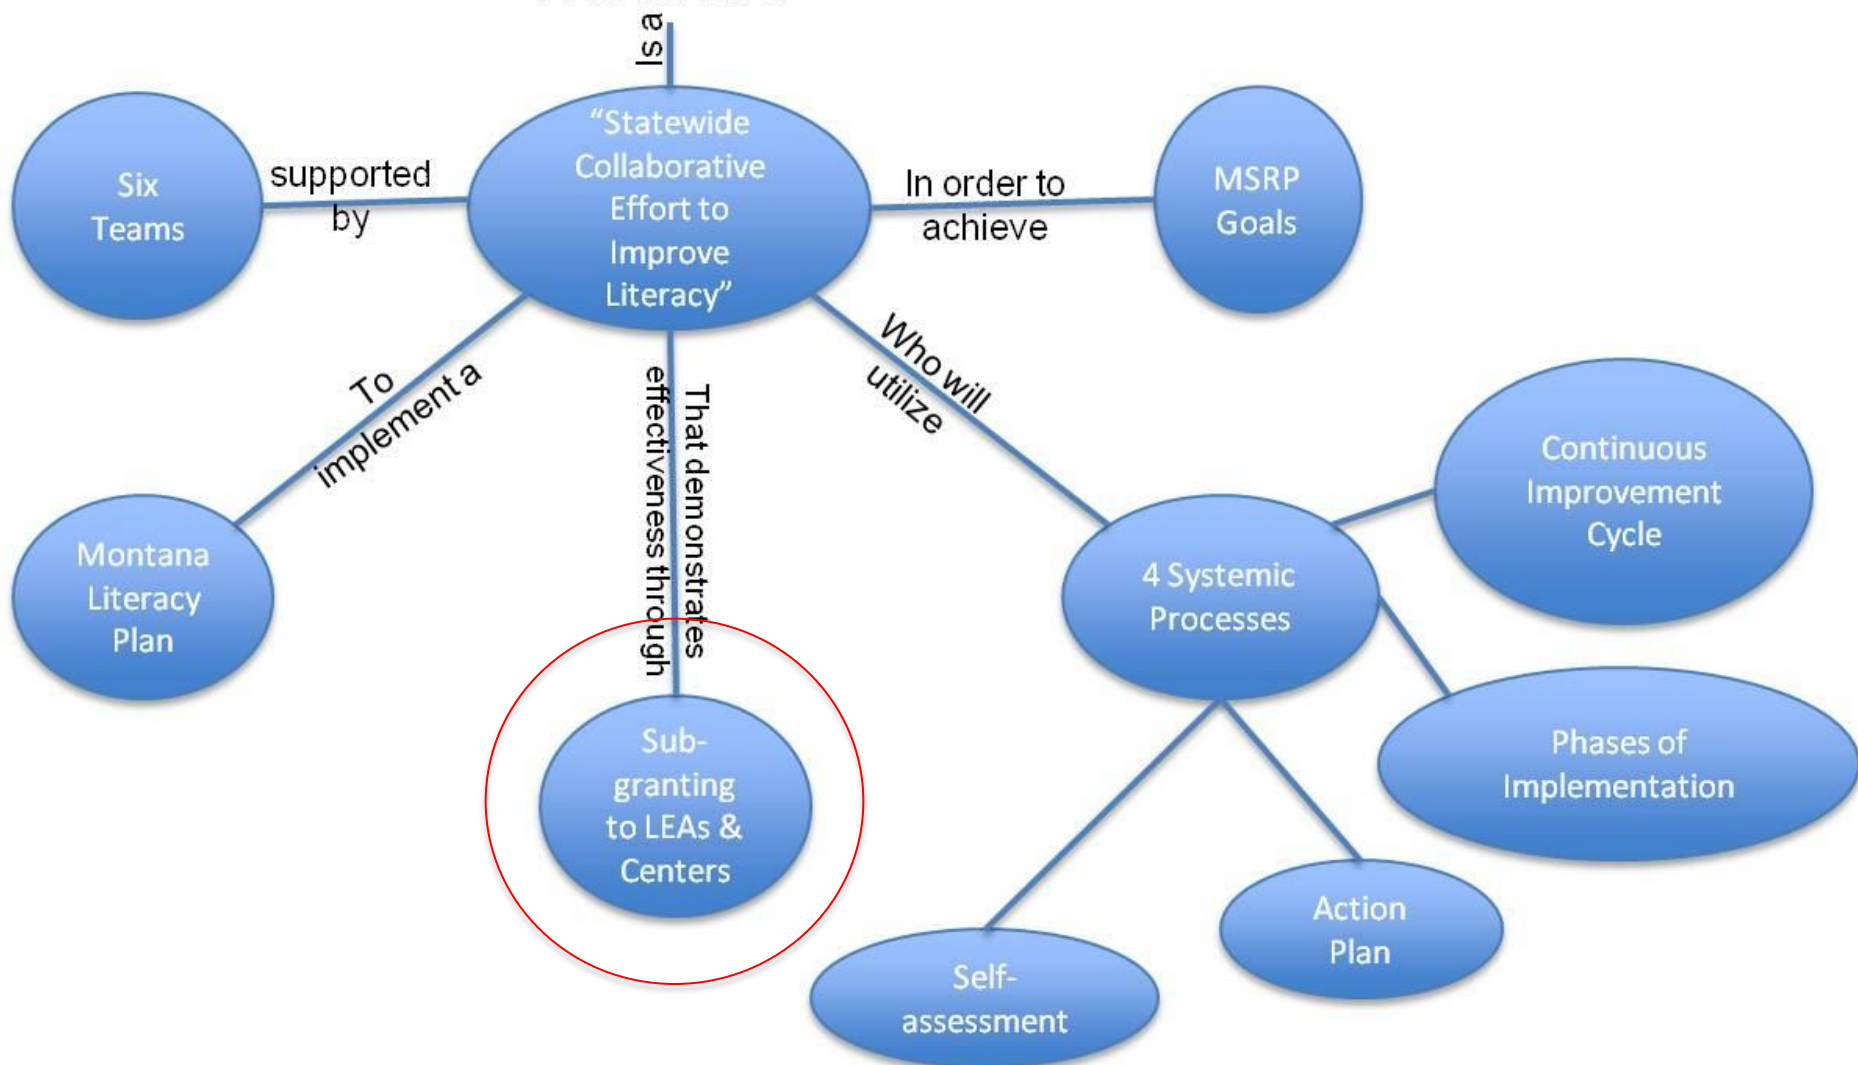 Is a
"Statewide
Collaborative
Effort to
Improve
Literacy"
Six
Teams
supported
by
In order to
achieve
MSRP
Goals
To
implement a
That demonstrates
effectiveness through
Who will
utilize
Montana
Literacy
Plan
Sub-
granting
to LEAs &
Centers
4 Systemic
Processes
Continuous
Improvement
Cycle
Phases of
Implementation
Action
Plan
Self-
assessment